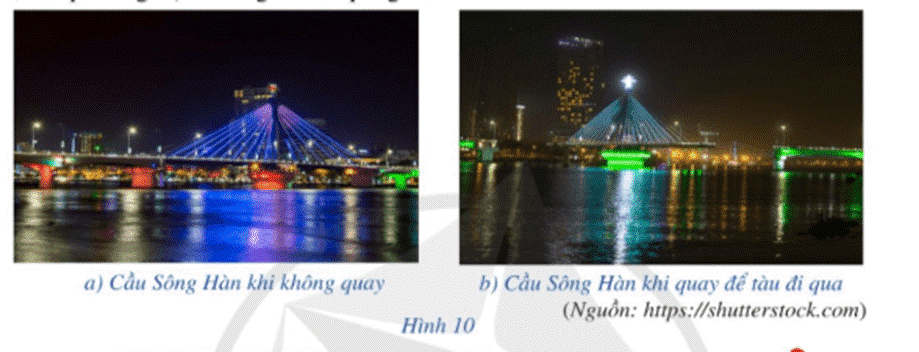 a) Cầu Sông Hàn khi không quay
b) Cầu Sông Hàn khi quay để tàu đi qua
(Nguồn: https://shutterstock.com)
Hình 10